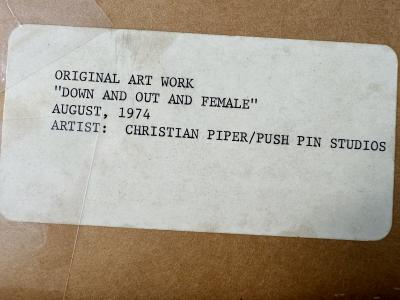 ORIGINAL ART WORK
"DOWN AND OUT AND FEMALE"
AUGUST, 1974
ARTIST: CHRISTIAN PIPER/PUSH PIN STUDIOS